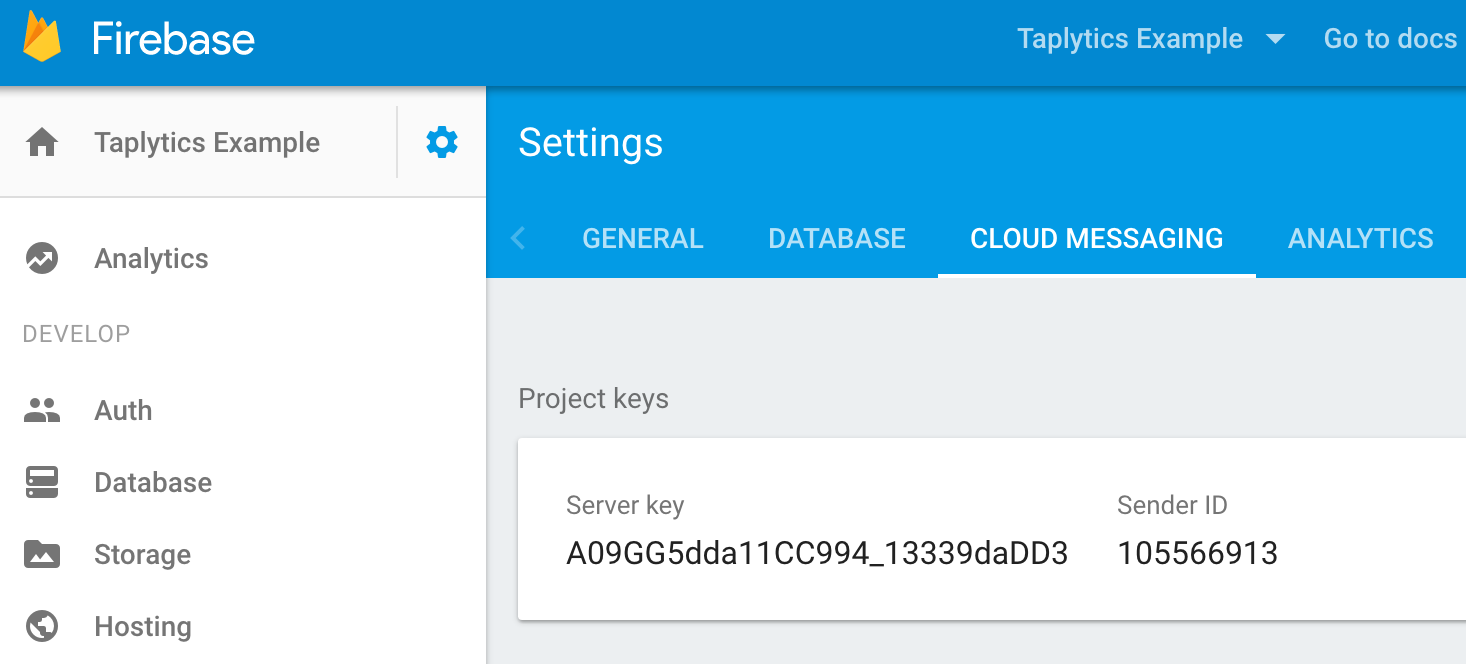 Firebase
Taplytics Example
Go to docs
Taplytics Example
Settings
GENERAL DATABASE CLOUD MESSAGING ANALYTICS
Analytics
DEVELOP
Auth
Database
Storage
Hosting
Project keys
Server key
A09GG5dda11CC994_13339daDD3
Sender ID
105566913